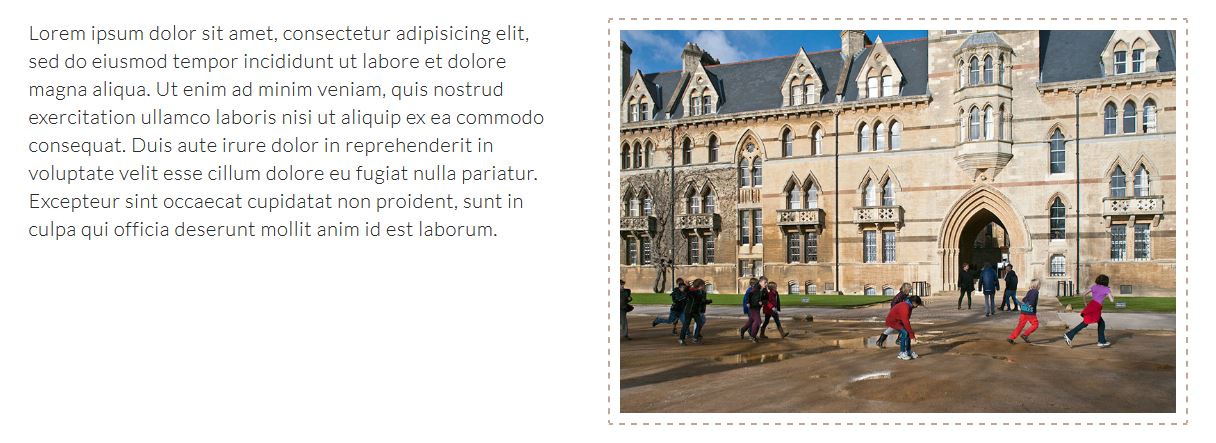 Lorem ipsum dolor sit amet, consectetur adipisicing elit,
sed do eiusmod tempor incididunt ut labore et dolore
magna aliqua. Ut enim ad minim veniam, quis nostrud
exercitation ullamco laboris nisi ut aliquip ex ea commodo
consequat. Duis aute irure dolor in reprehenderit in
voluptate velit esse cillum dolore eu fugiat nulla pariatur.
Excepteur sint occaecat cupidatat non proident, sunt in
culpa qui officia deserunt mollit anim id est laborum.